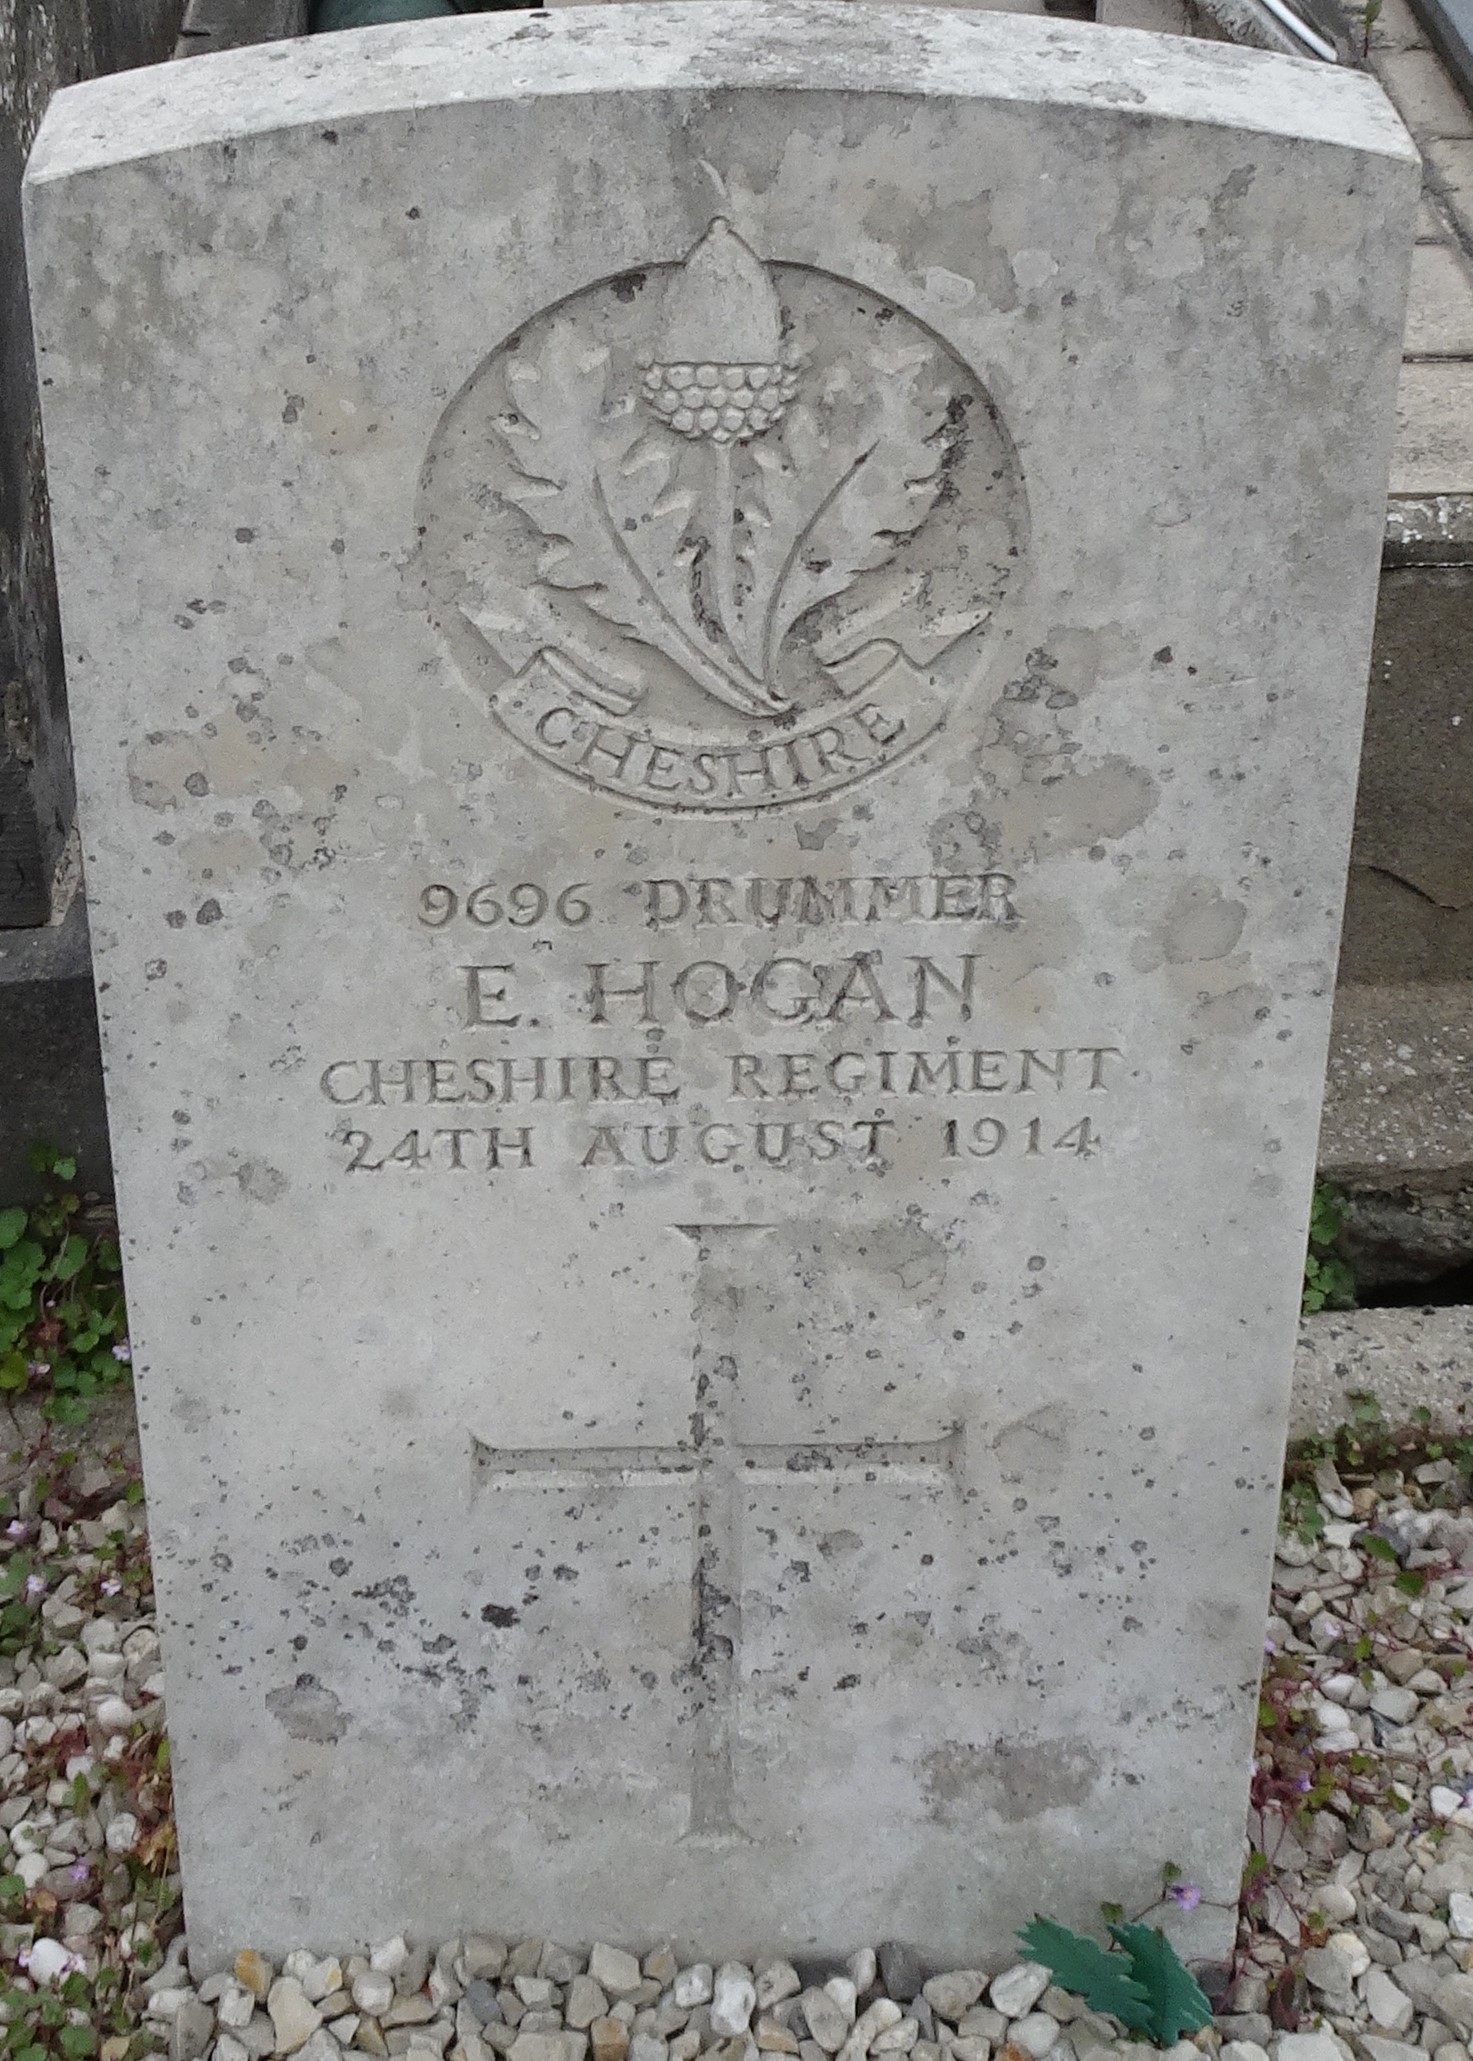 CHESHIRE
9696 DRUMMER
E. HOGAN
CHESHIRE REGIMENT
24TH AUGUST 1914